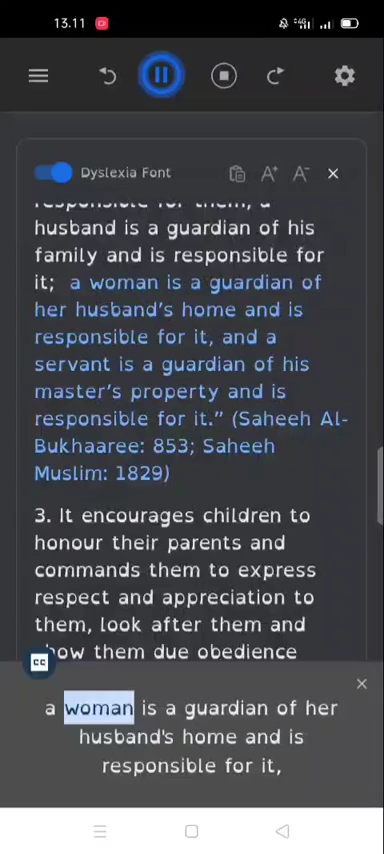 13.11
Dyslexia Font
responsible for them; a
husband is a guardian of his
family and is responsible for
it; a woman is a guardian of
her husband's home and is
responsible for it, and a
servant is a guardian of his
master's property and is
responsible for it.” (Saheeh Al-
Bukhaaree: 853; Saheeh
Muslim: 1829)
3. It encourages children to
honour their parents and
commands them to express
respect and appreciation to
them, look after them and
show them due obedience
CC
a woman is a guardian of her
husband's home and is
responsible for it,